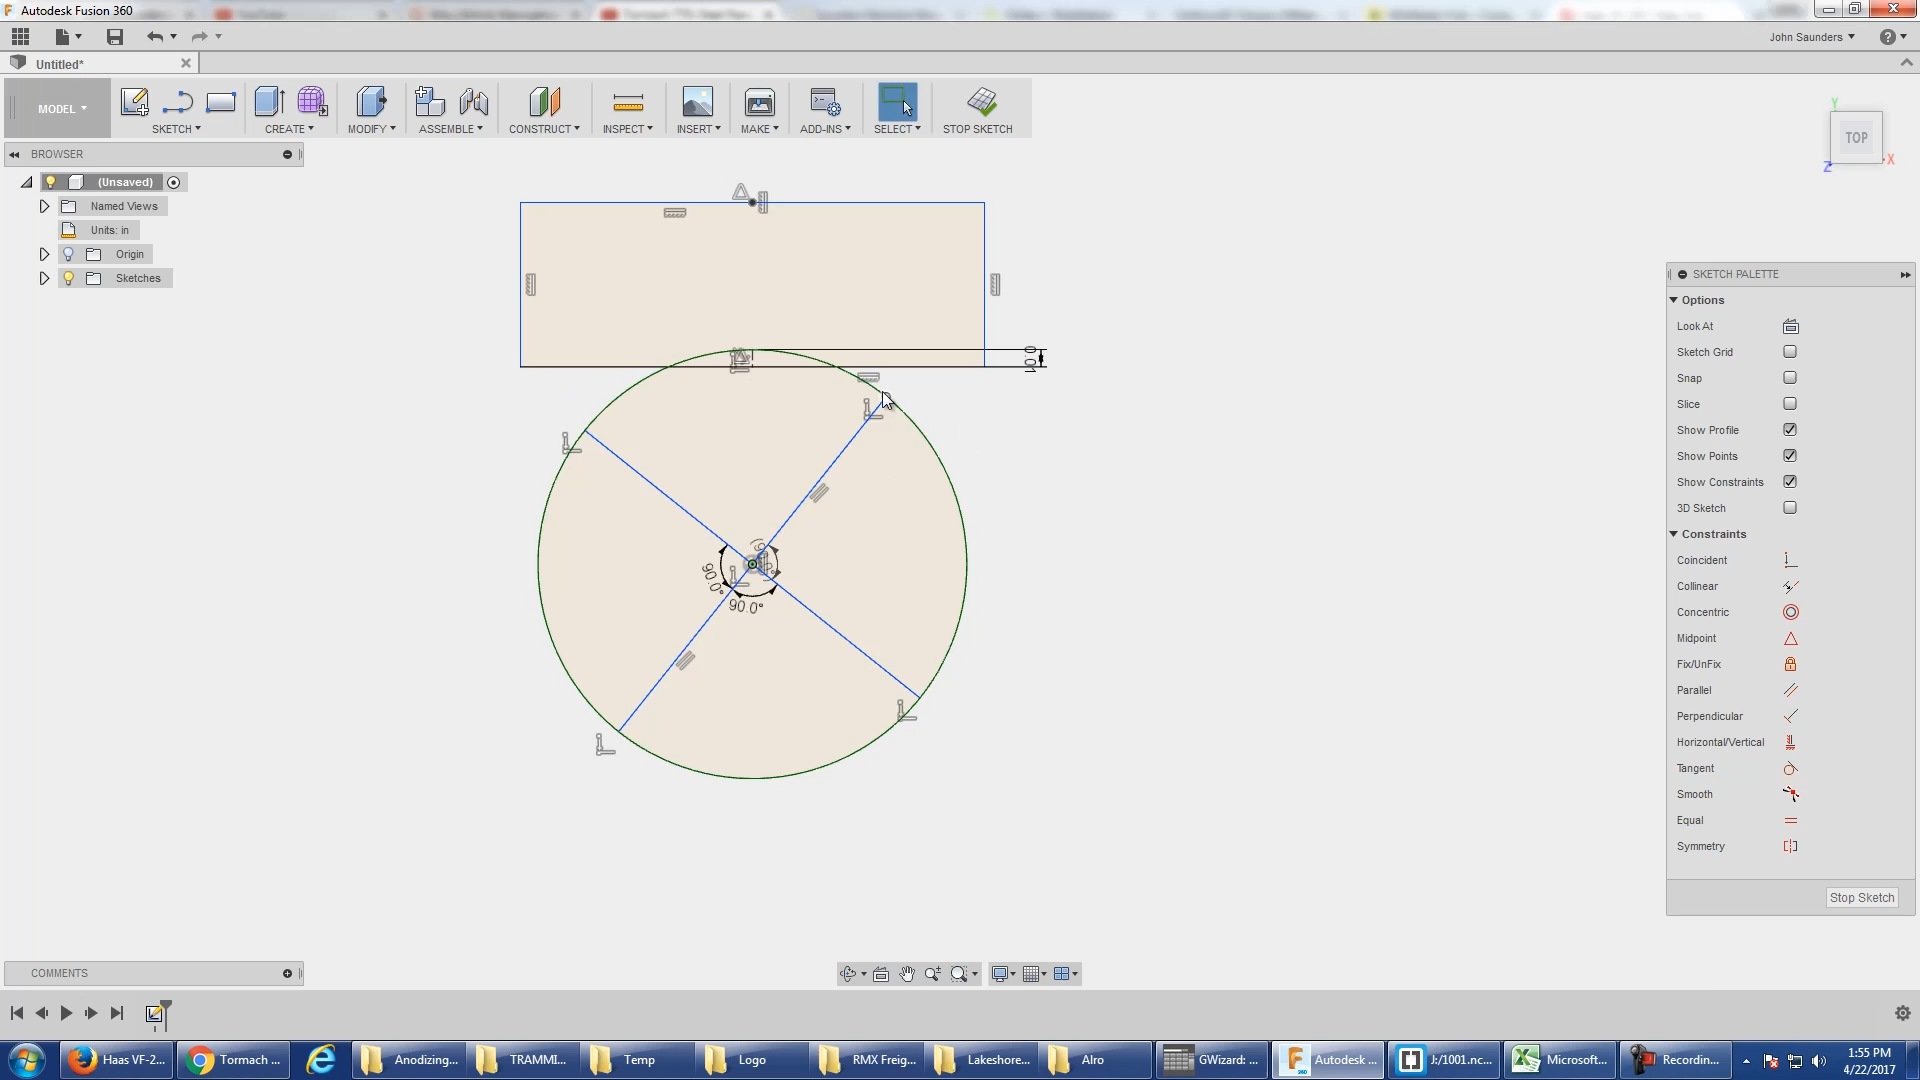 Autodesk Fusion 360
John Saunders
Untitled*
MODEL
SKETCH
CREATE
MODIFY
ASSEMBLE
CONSTRUCT
INSPECT
INSERT
MAKE
ADD-INS
SELECT
STOP SKETCH
Y
TOP
X
Z
BROWSER
(Unsaved)
Named Views
Units: in
Origin
Sketches
0.01
90.0°
90.0°
SKETCH PALETTE
Options
Look At
Sketch Grid
Snap
Slice
Show Profile
Show Points
Show Constraints
3D Sketch
Constraints
Coincident
Collinear
Concentric
Midpoint
Fix/UnFix
Parallel
Perpendicular
Horizontal/Vertical
Tangent
Smooth
Equal
Symmetry
Stop Sketch
COMMENTS
Haas VF-2...
Tormach ...
Anodizing...
TRAMMI...
Temp
Logo
RMX Freig...
Lakeshore...
Alro
GWizard: ...
Autodesk ...
J:/1001.nc...
Microsoft...
Recordin...
1:55 PM
4/22/2017